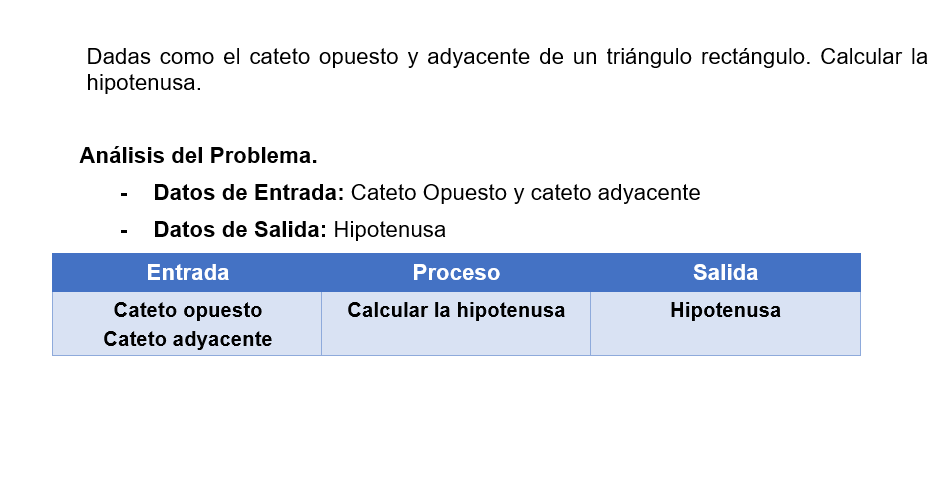 Dadas como el cateto opuesto y adyacente de un triángulo rectángulo. Calcular la
hipotenusa.
Análisis del Problema.
- Datos de Entrada: Cateto Opuesto y cateto adyacente
- Datos de Salida: Hipotenusa
Entrada Proceso Salida
Cateto opuesto Calcular la hipotenusa Hipotenusa
Cateto adyacente